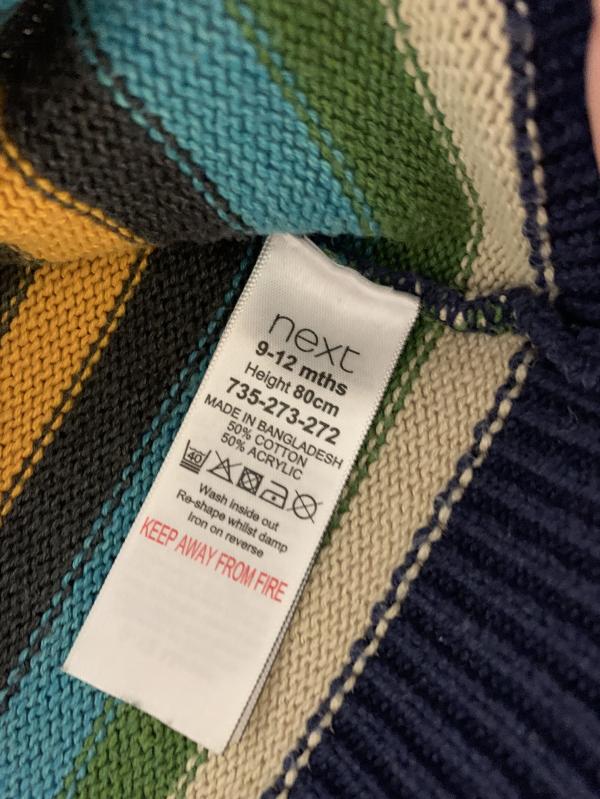 next
9-12 mths
Height 80cm
735-273-272
MADE IN BANGLADESH
50% COTTON
50% ACRYLIC
40
Wash inside out
Re-shape whilst damp
Iron on reverse
KEEP AWAY FROM FIRE